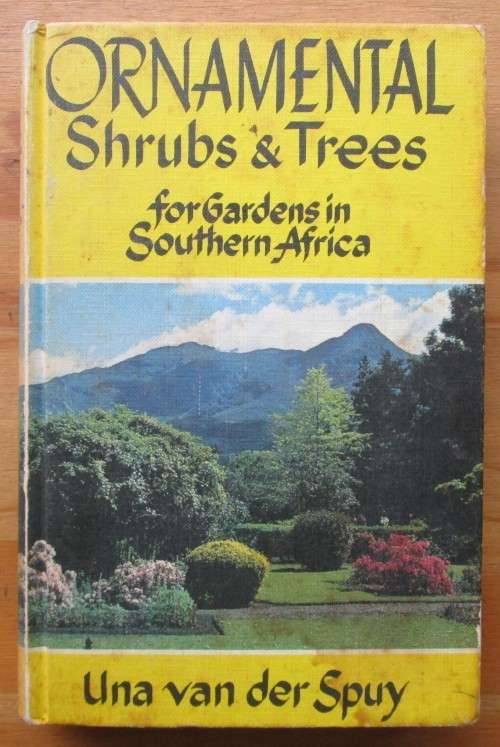 ORNAMENTAL
Shrubs & Trees
for Gardens in
Southern Africa
Una van der Spuy